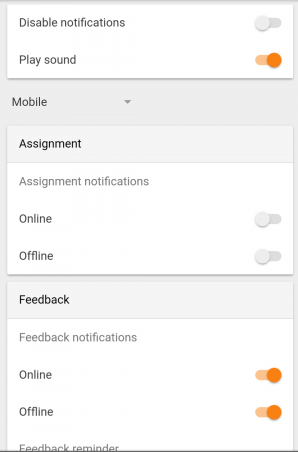 Disable notifications
Play sound
Mobile
Assignment
Assignment notifications
Online
Offline
Feedback
Feedback notifications
Online
Offline
Feedback reminder